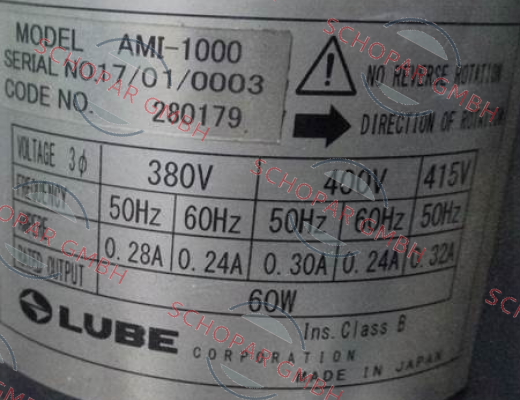 MODEL AMI-1000
SERIAL NO.17/01/0003
CODE NO. 280179
NO REVERSE ROTATION
DIRECTION OF ROTATION
VOLTAGE 3φ 380V 400V 415V
FREQUENCY 50Hz 60Hz 50Hz 60Hz 50Hz
AMPERE 0.28A 0.24A 0.30A 0.24A 0.32A
RATED OUTPUT 60W
LUBE
Ins. Class B
CORPORATION
MADE IN JAPAN
SCHOPAR GMBH